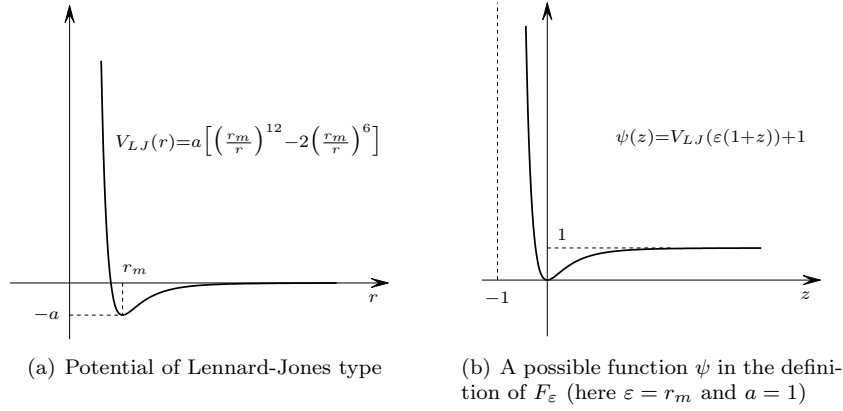 V_{LJ}(r)=a[(r_m/r)^{12}−2(r_m/r)^6]
r_m
r
−a
(a) Potential of Lennard-Jones type
ψ(z)=V_{LJ}(ε(1+z))+1
1
−1
z
(b) A possible function ψ in the defini-
tion of F_ε (here ε = r_m and a = 1)